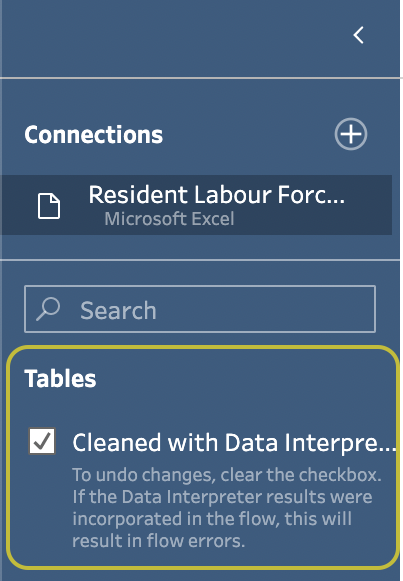 Connections
Resident Labour Forc...
Microsoft Excel
Search
Tables
Cleaned with Data Interpre...
To undo changes, clear the checkbox.
If the Data Interpreter results were
incorporated in the flow, this will
result in flow errors.